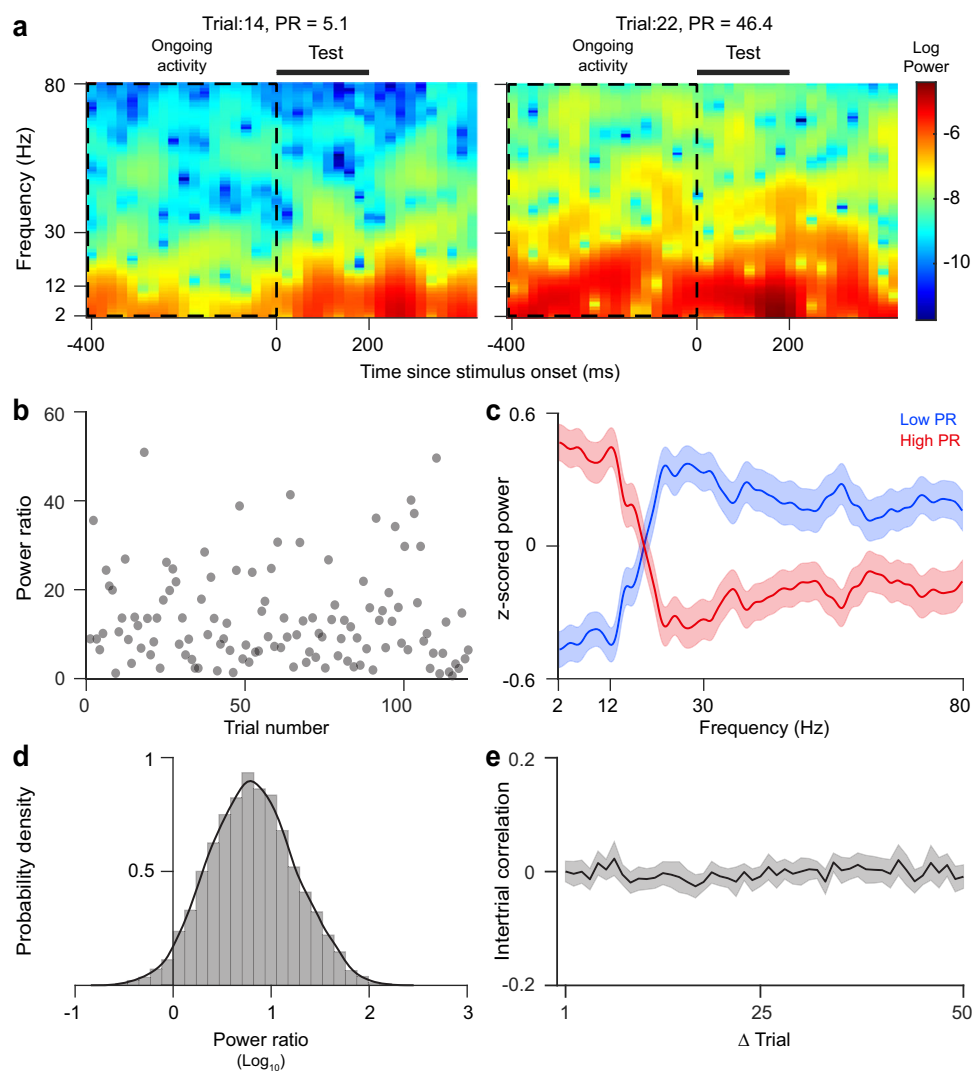 a
Trial:14, PR = 5.1
Trial:22, PR = 46.4
Ongoing
activity
Test
Ongoing
activity
Test
Log
Power
Frequency (Hz)
80
30
12
2
-400
0
200
-400
0
200
-6
-8
-10
Time since stimulus onset (ms)
b
Power ratio
60
40
20
0
0
50
100
Trial number
c
z-scored power
0.6
0
-0.6
Low PR
High PR
2
12
30
80
Frequency (Hz)
d
Probability density
1
0.5
-1
0
1
2
3
Power ratio
(Log10)
e
Intertrial correlation
0.2
0
-0.2
1
25
50
Δ Trial